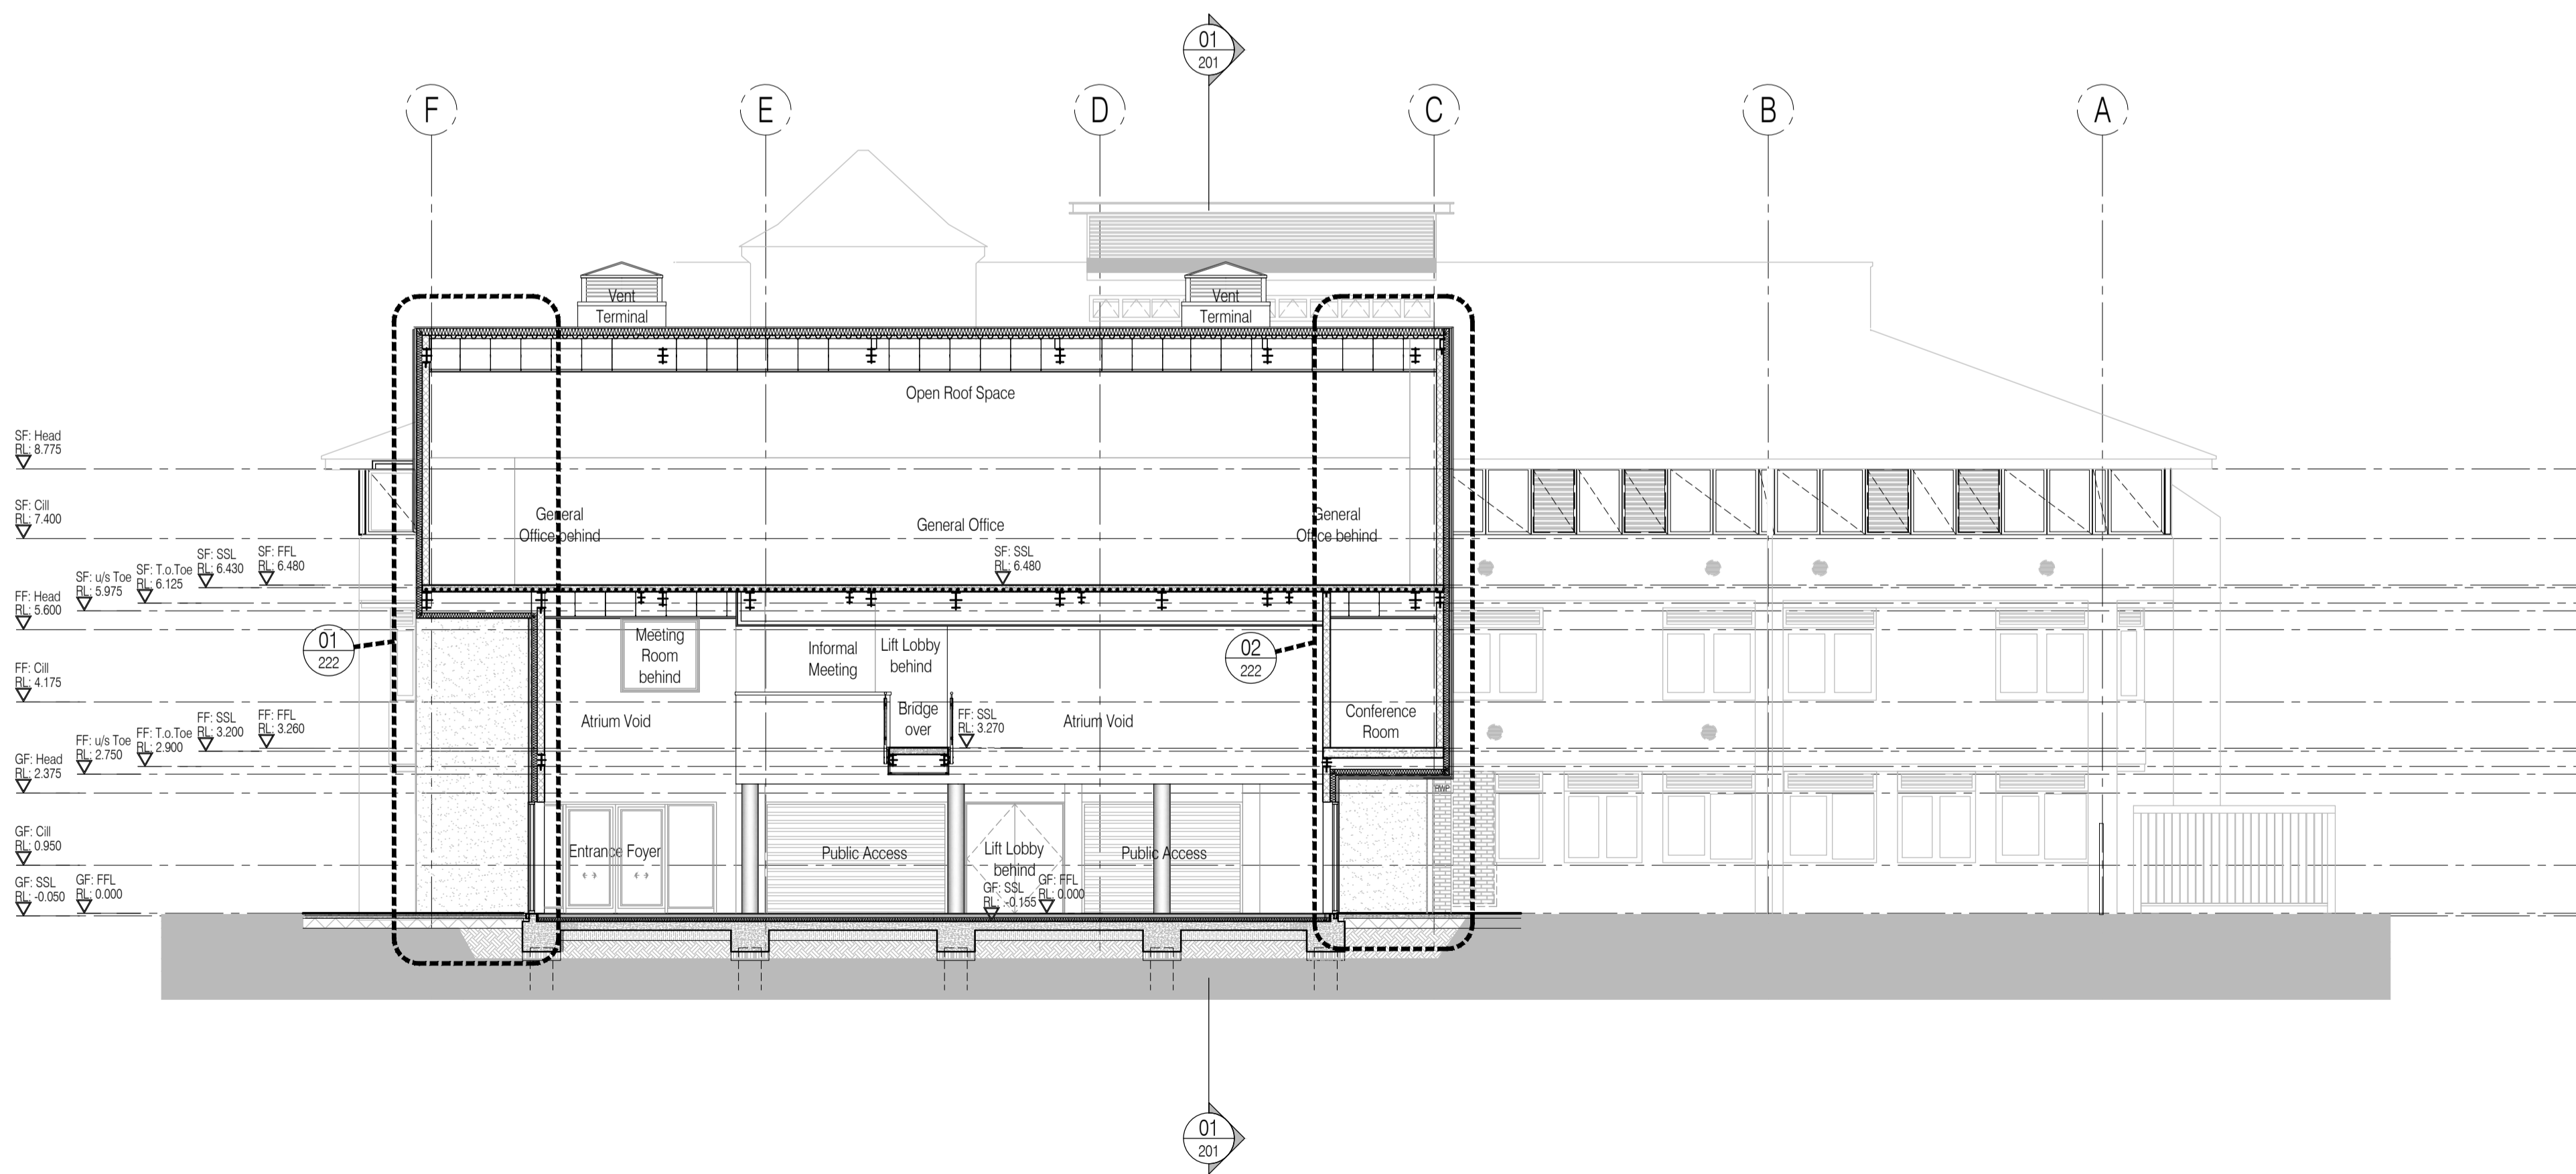 01
201
F
E
D
C
B
A
Vent
Terminal
Vent
Terminal
Open Roof Space
SF: Head
RL: 8.775
SF: Cill
RL: 7.400
General
Office behind
General Office
General
Office behind
SF: SSL
RL: 6.480
SF: SSL
RL: 6.430
SF: FFL
RL: 6.480
SF: u/s Toe
RL: 5.975
SF: T.o.Toe
RL: 6.125
FF: Head
RL: 5.600
01
222
Meeting
Room
behind
Informal
Meeting
Lift Lobby
behind
02
222
FF: Cill
RL: 4.175
Atrium Void
Bridge
over
FF: SSL
RL: 3.270
Atrium Void
Conference
Room
FF: SSL
RL: 3.200
FF: FFL
RL: 3.260
FF: u/s Toe
RL: 2.750
FF: T.o.Toe
RL: 2.900
GF: Head
RL: 2.375
RWP
GF: Cill
RL: 0.950
Entrance Foyer
Public Access
Lift Lobby
behind
Public Access
GF: SSL
RL: -0.050
GF: FFL
RL: 0.000
GF: SSL
RL: -0.155
GF: FFL
RL: 0.000
01
201